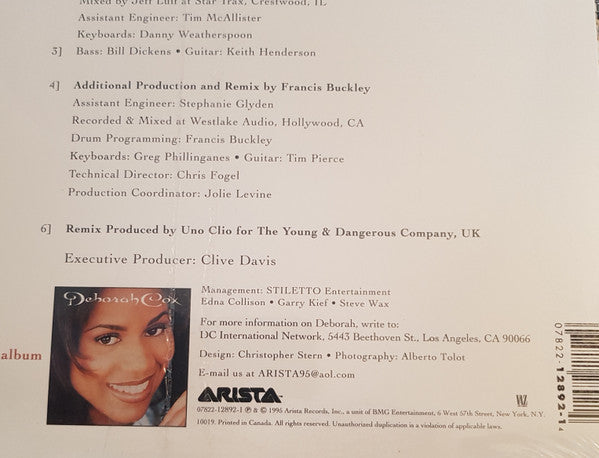 Mixed by Jeff Luif at Star Trax, Crestwood, IL
Assistant Engineer: Tim McAllister
Keyboards: Danny Weatherspoon
3] Bass: Bill Dickens • Guitar: Keith Henderson
4] Additional Production and Remix by Francis Buckley
Assistant Engineer: Stephanie Glyden
Recorded & Mixed at Westlake Audio, Hollywood, CA
Drum Programming: Francis Buckley
Keyboards: Greg Phillinganes • Guitar: Tim Pierce
Technical Director: Chris Fogel
Production Coordinator: Jolie Levine
6] Remix Produced by Uno Clio for The Young & Dangerous Company, UK
Executive Producer: Clive Davis
album
Deborah Cox
Management: STILETTO Entertainment
Edna Collison • Garry Kief • Steve Wax
For more information on Deborah, write to:
DC International Network, 5443 Beethoven St., Los Angeles, CA 90066
Design: Christopher Stern • Photography: Alberto Tolot
E-mail us at ARISTA95@aol.com
ARISTA
07822-12892-1 ℗ & © 1995 Arista Records, Inc., a unit of BMG Entertainment, 6 West 57th Street, New York, N.Y.
10019. Printed in Canada. All rights reserved. Unauthorized duplication is a violation of applicable laws.
07822-12892-1